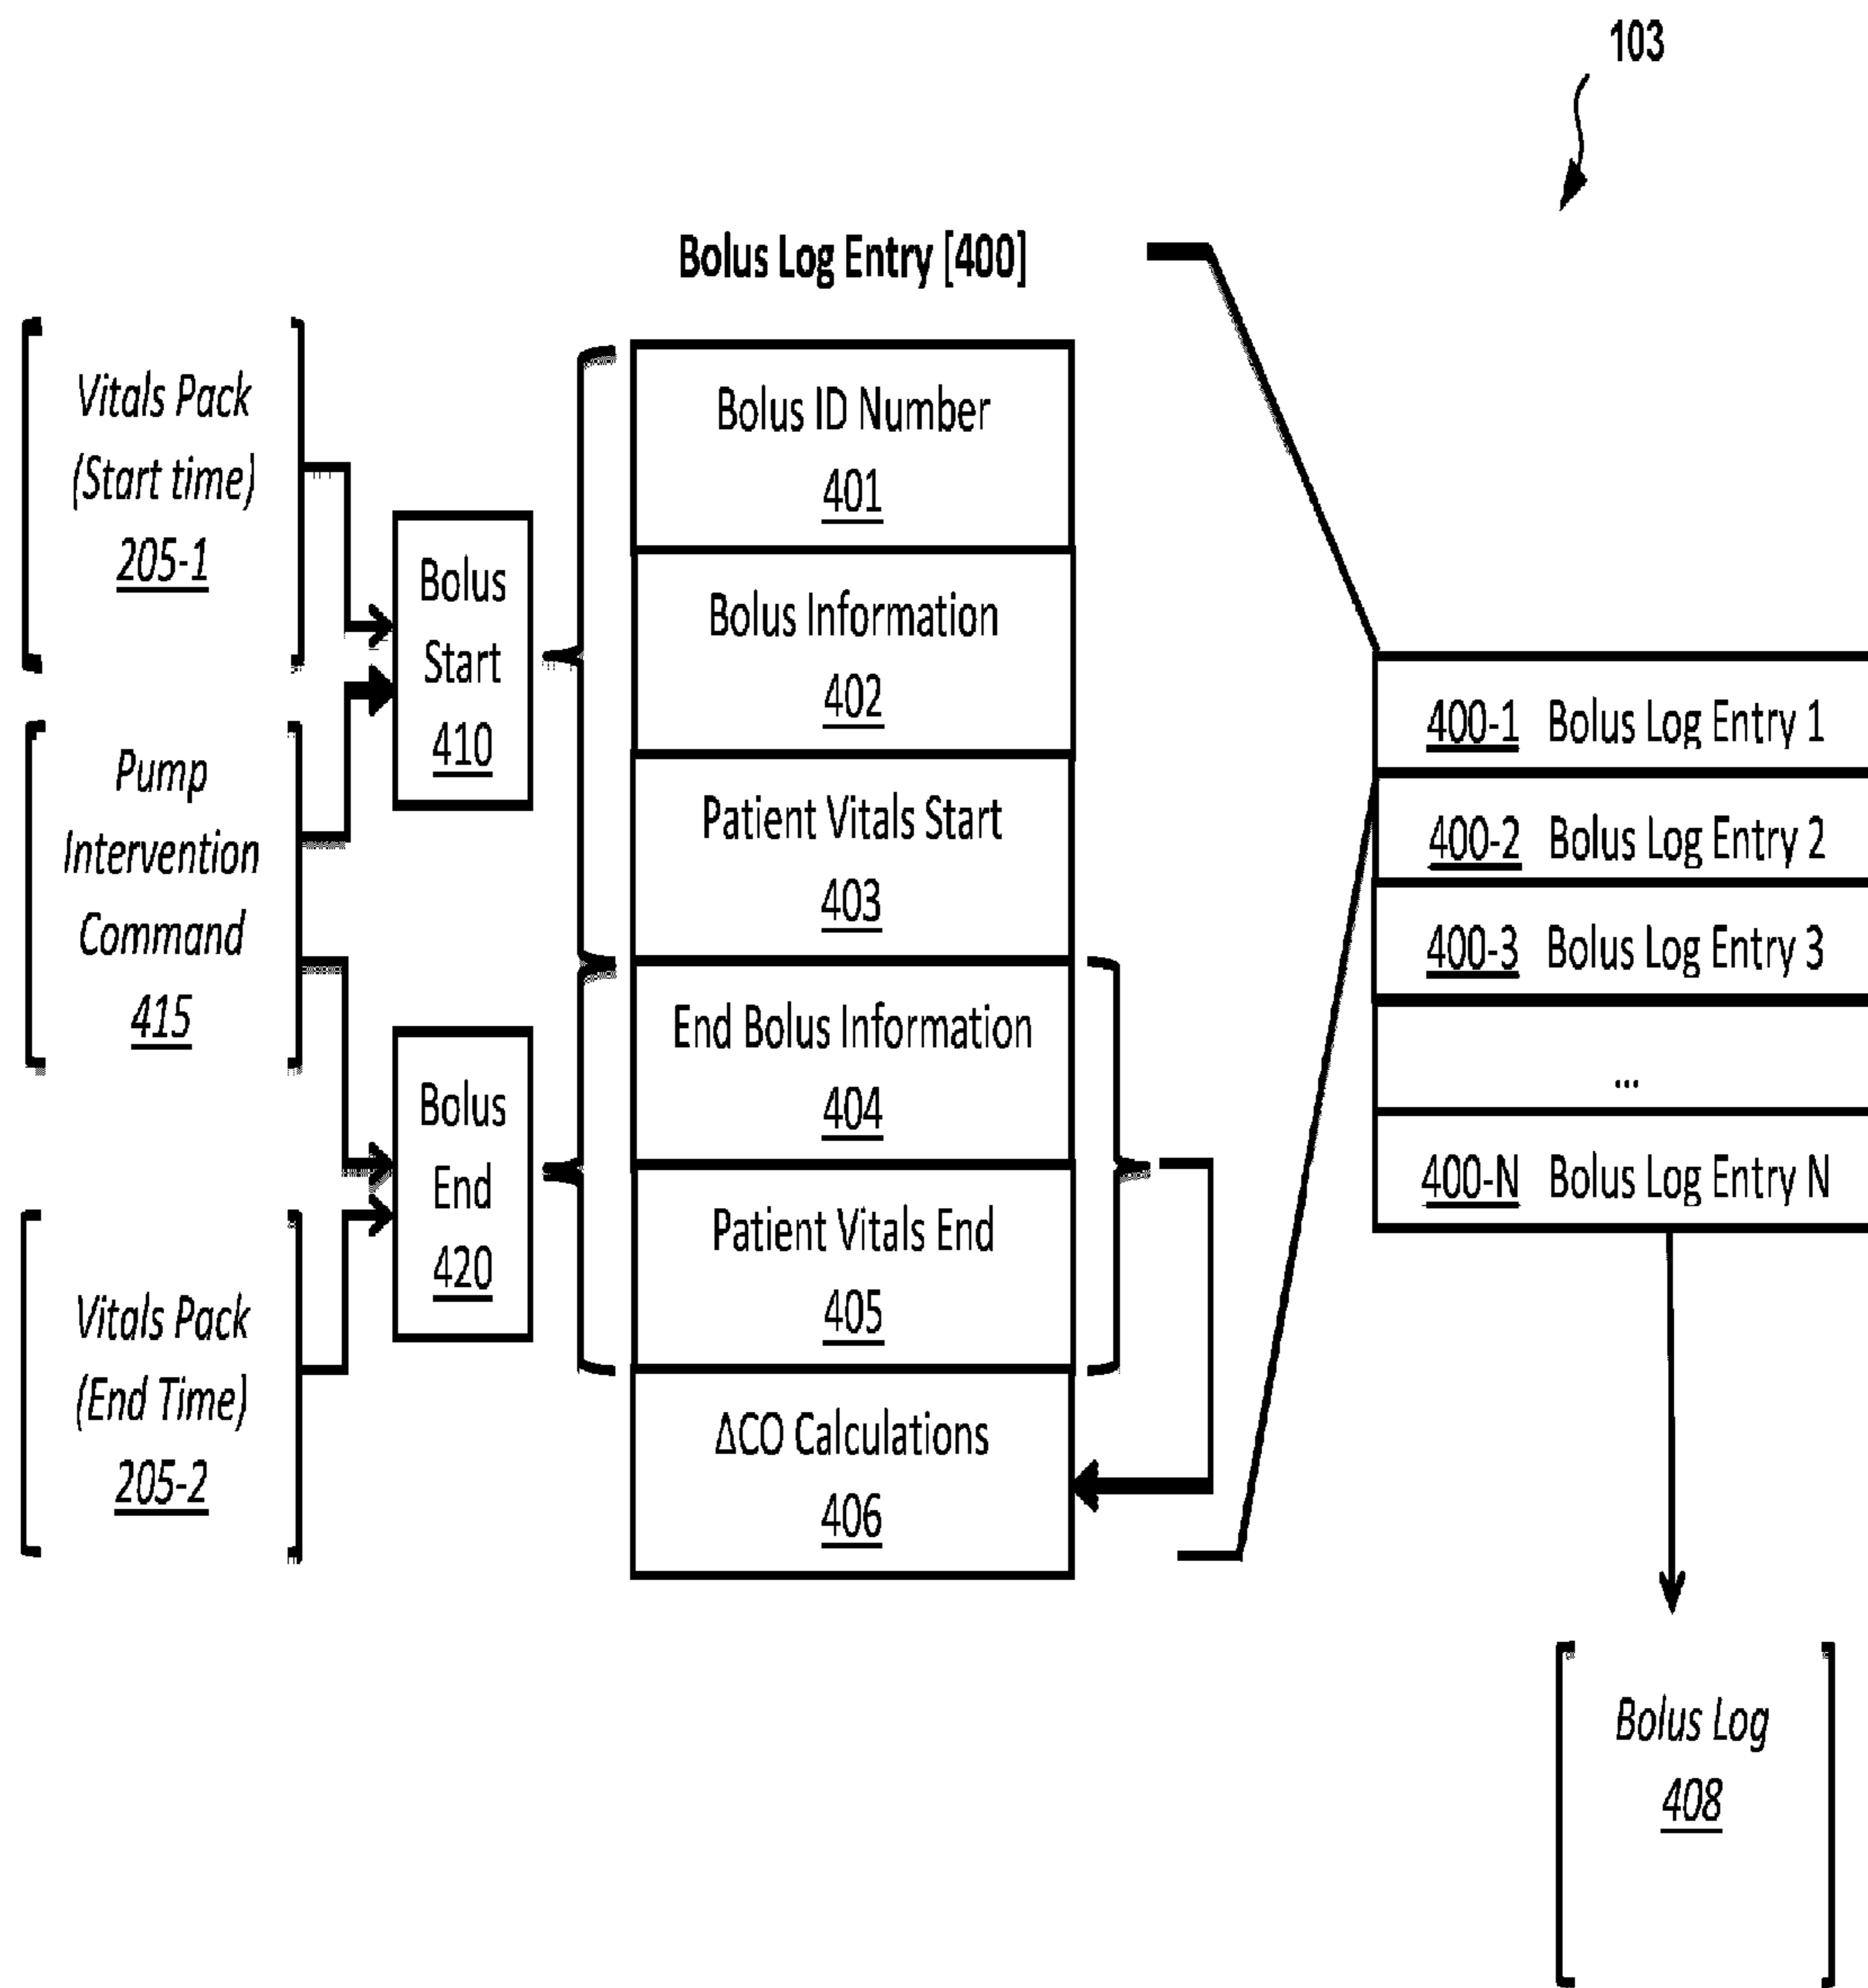 103
Bolus Log Entry [400]
Vitals Pack
(Start time)
205-1
Pump
Intervention
Command
415
Vitals Pack
(End Time)
205-2
Bolus
Start
410
Bolus
End
420
Bolus ID Number
401
Bolus Information
402
Patient Vitals Start
403
End Bolus Information
404
Patient Vitals End
405
ΔCO Calculations
406
400-1 Bolus Log Entry 1
400-2 Bolus Log Entry 2
400-3 Bolus Log Entry 3
...
400-N Bolus Log Entry N
Bolus Log
408